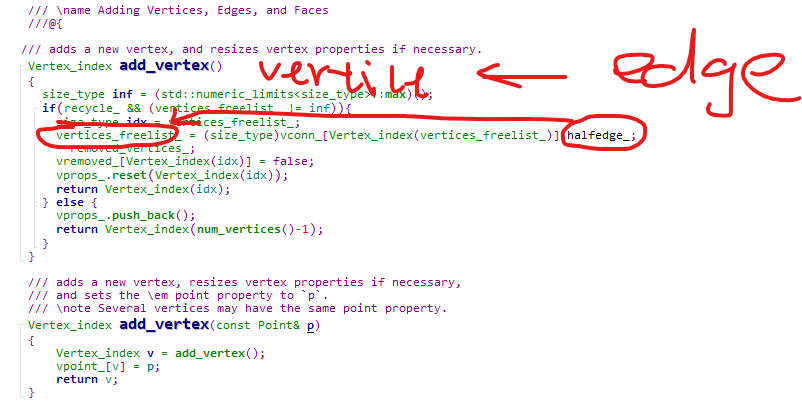 /// \name Adding Vertices, Edges, and Faces
///@{
/// adds a new vertex, and resizes vertex properties if necessary.
Vertex_index add_vertex()
vertile ← edge
{
size_type inf = (std::numeric_limits<size_type>::max)();
if(recycle_ && (vertices_freelist_ != inf)){
size_type idx = vertices_freelist_;
vertices_freelist_ = (size_type)vconn_[Vertex_index(vertices_freelist_)].halfedge_;
removed_vertices_;
vremoved_[Vertex_index(idx)] = false;
vprops_.reset(Vertex_index(idx));
return Vertex_index(idx);
} else {
vprops_.push_back();
return Vertex_index(num_vertices()-1);
}
}
/// adds a new vertex, resizes vertex properties if necessary,
/// and sets the \em point property to `p`.
/// \note Several vertices may have the same point property.
Vertex_index add_vertex(const Point& p)
{
Vertex_index v = add_vertex();
vpoint_[v] = p;
return v;
}